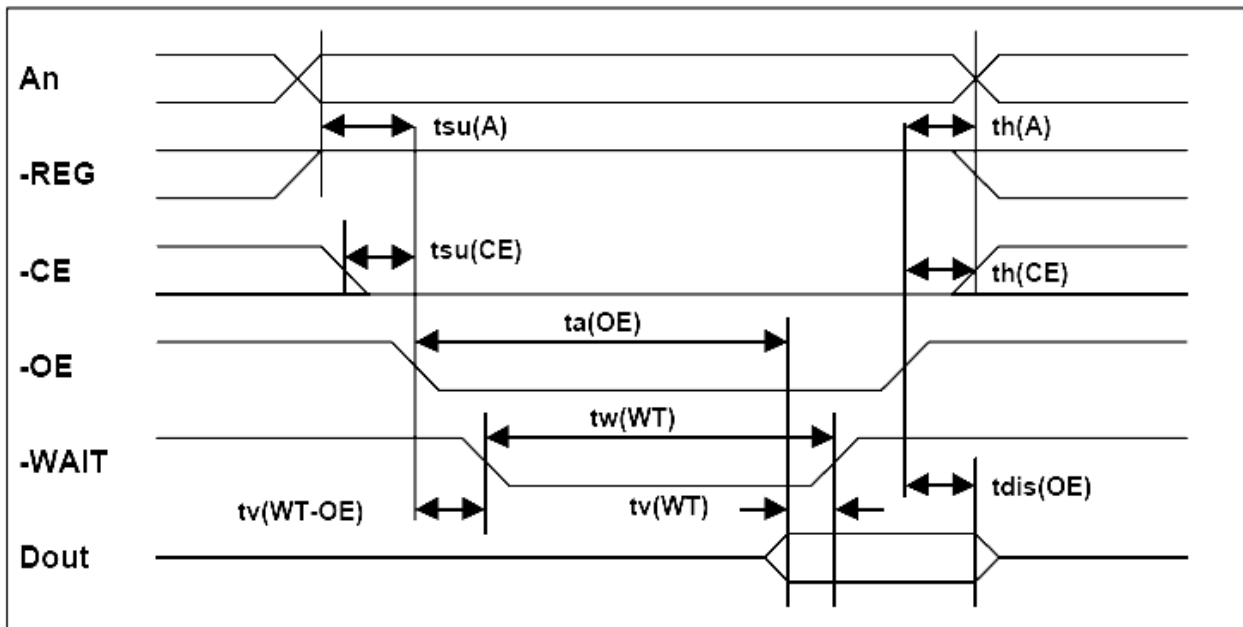 An
tsu(A)
th(A)
-REG
-CE
tsu(CE)
th(CE)
ta(OE)
-OE
tw(WT)
-WAIT
tv(WT-OE)
tv(WT)
tdis(OE)
Dout